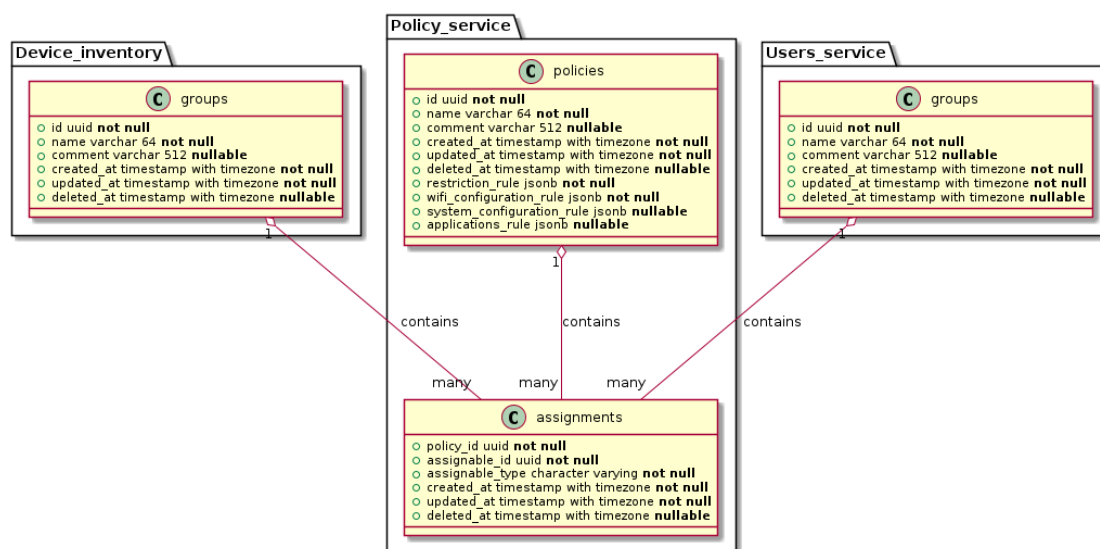 Device_inventory
C groups
id uuid not null
name varchar 64 not null
comment varchar 512 nullable
created_at timestamp with timezone not null
updated_at timestamp with timezone not null
deleted_at timestamp with timezone nullable
Policy_service
C policies
id uuid not null
name varchar 64 not null
comment varchar 512 nullable
created_at timestamp with timezone not null
updated_at timestamp with timezone not null
deleted_at timestamp with timezone nullable
restriction_rule jsonb not null
wifi_configuration_rule jsonb not null
system_configuration_rule jsonb nullable
applications_rule jsonb nullable
Users_service
C groups
id uuid not null
name varchar 64 not null
comment varchar 512 nullable
created_at timestamp with timezone not null
updated_at timestamp with timezone not null
deleted_at timestamp with timezone nullable
1
1
1
contains
contains
contains
many
many
many
C assignments
policy_id uuid not null
assignable_id uuid not null
assignable_type character varying not null
created_at timestamp with timezone not null
updated_at timestamp with timezone not null
deleted_at timestamp with timezone nullable